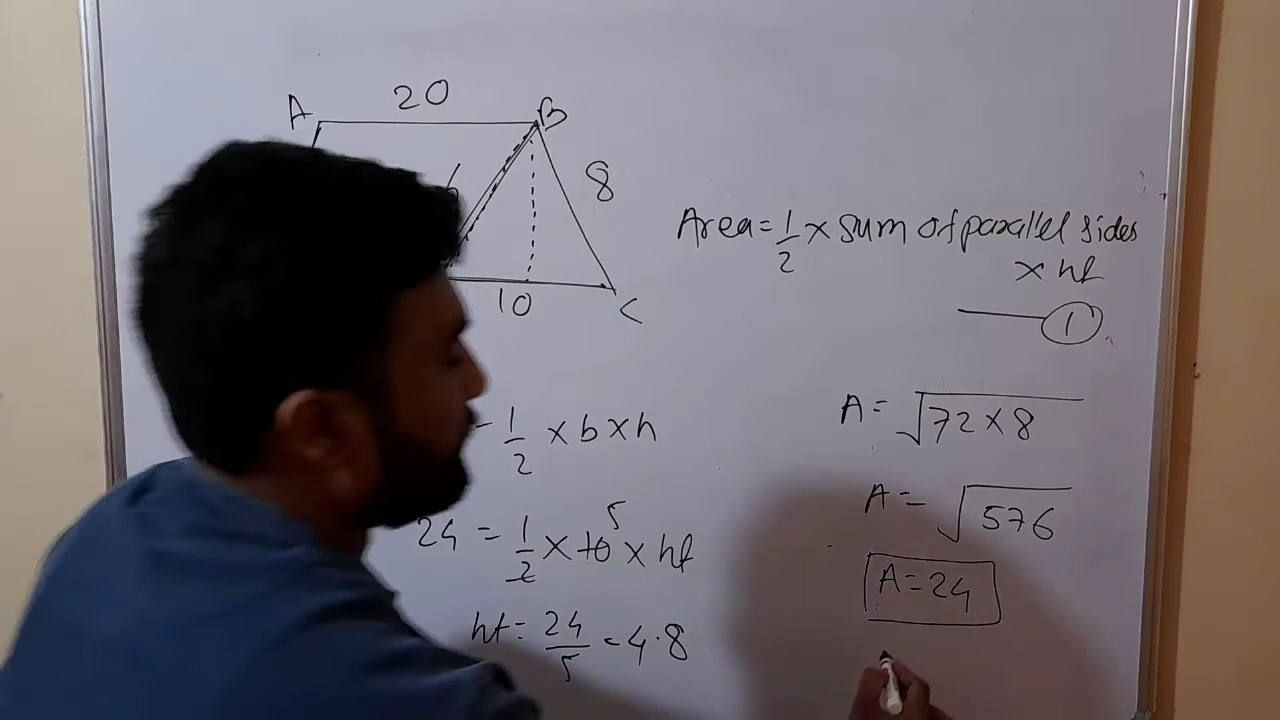 A 20 B
6 8
10 C
Area = 1/2 × sum of parallel sides
× ht
1
= 1/2 × b × h
24 = 1/2 × 10 × ht
5
ht = 24/5 = 4.8
A = √72×8
A = √576
A = 24